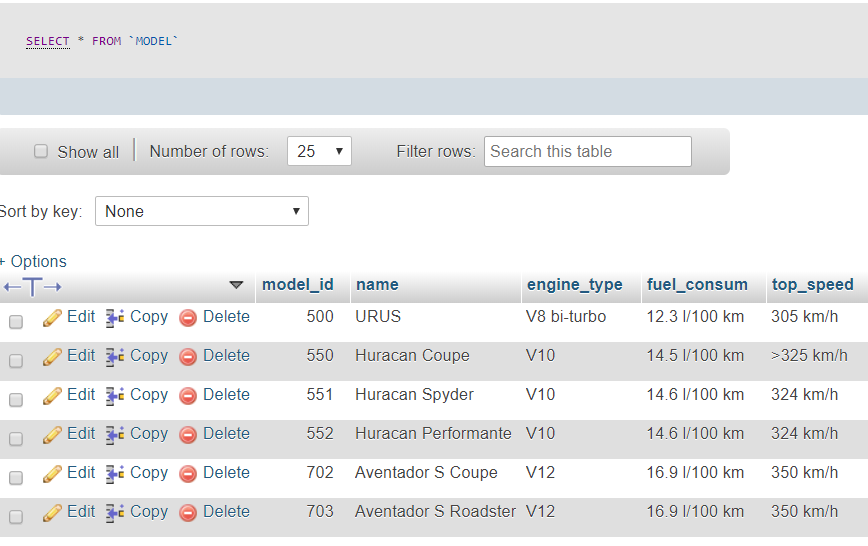 SELECT * FROM `MODEL`
Show all Number of rows: 25 Filter rows: Search this table
Sort by key: None
+ Options
model_id name engine_type fuel_consum top_speed
Edit Copy Delete 500 URUS V8 bi-turbo 12.3 l/100 km 305 km/h
Edit Copy Delete 550 Huracan Coupe V10 14.5 l/100 km >325 km/h
Edit Copy Delete 551 Huracan Spyder V10 14.6 l/100 km 324 km/h
Edit Copy Delete 552 Huracan Performante V10 14.6 l/100 km 324 km/h
Edit Copy Delete 702 Aventador S Coupe V12 16.9 l/100 km 350 km/h
Edit Copy Delete 703 Aventador S Roadster V12 16.9 l/100 km 350 km/h